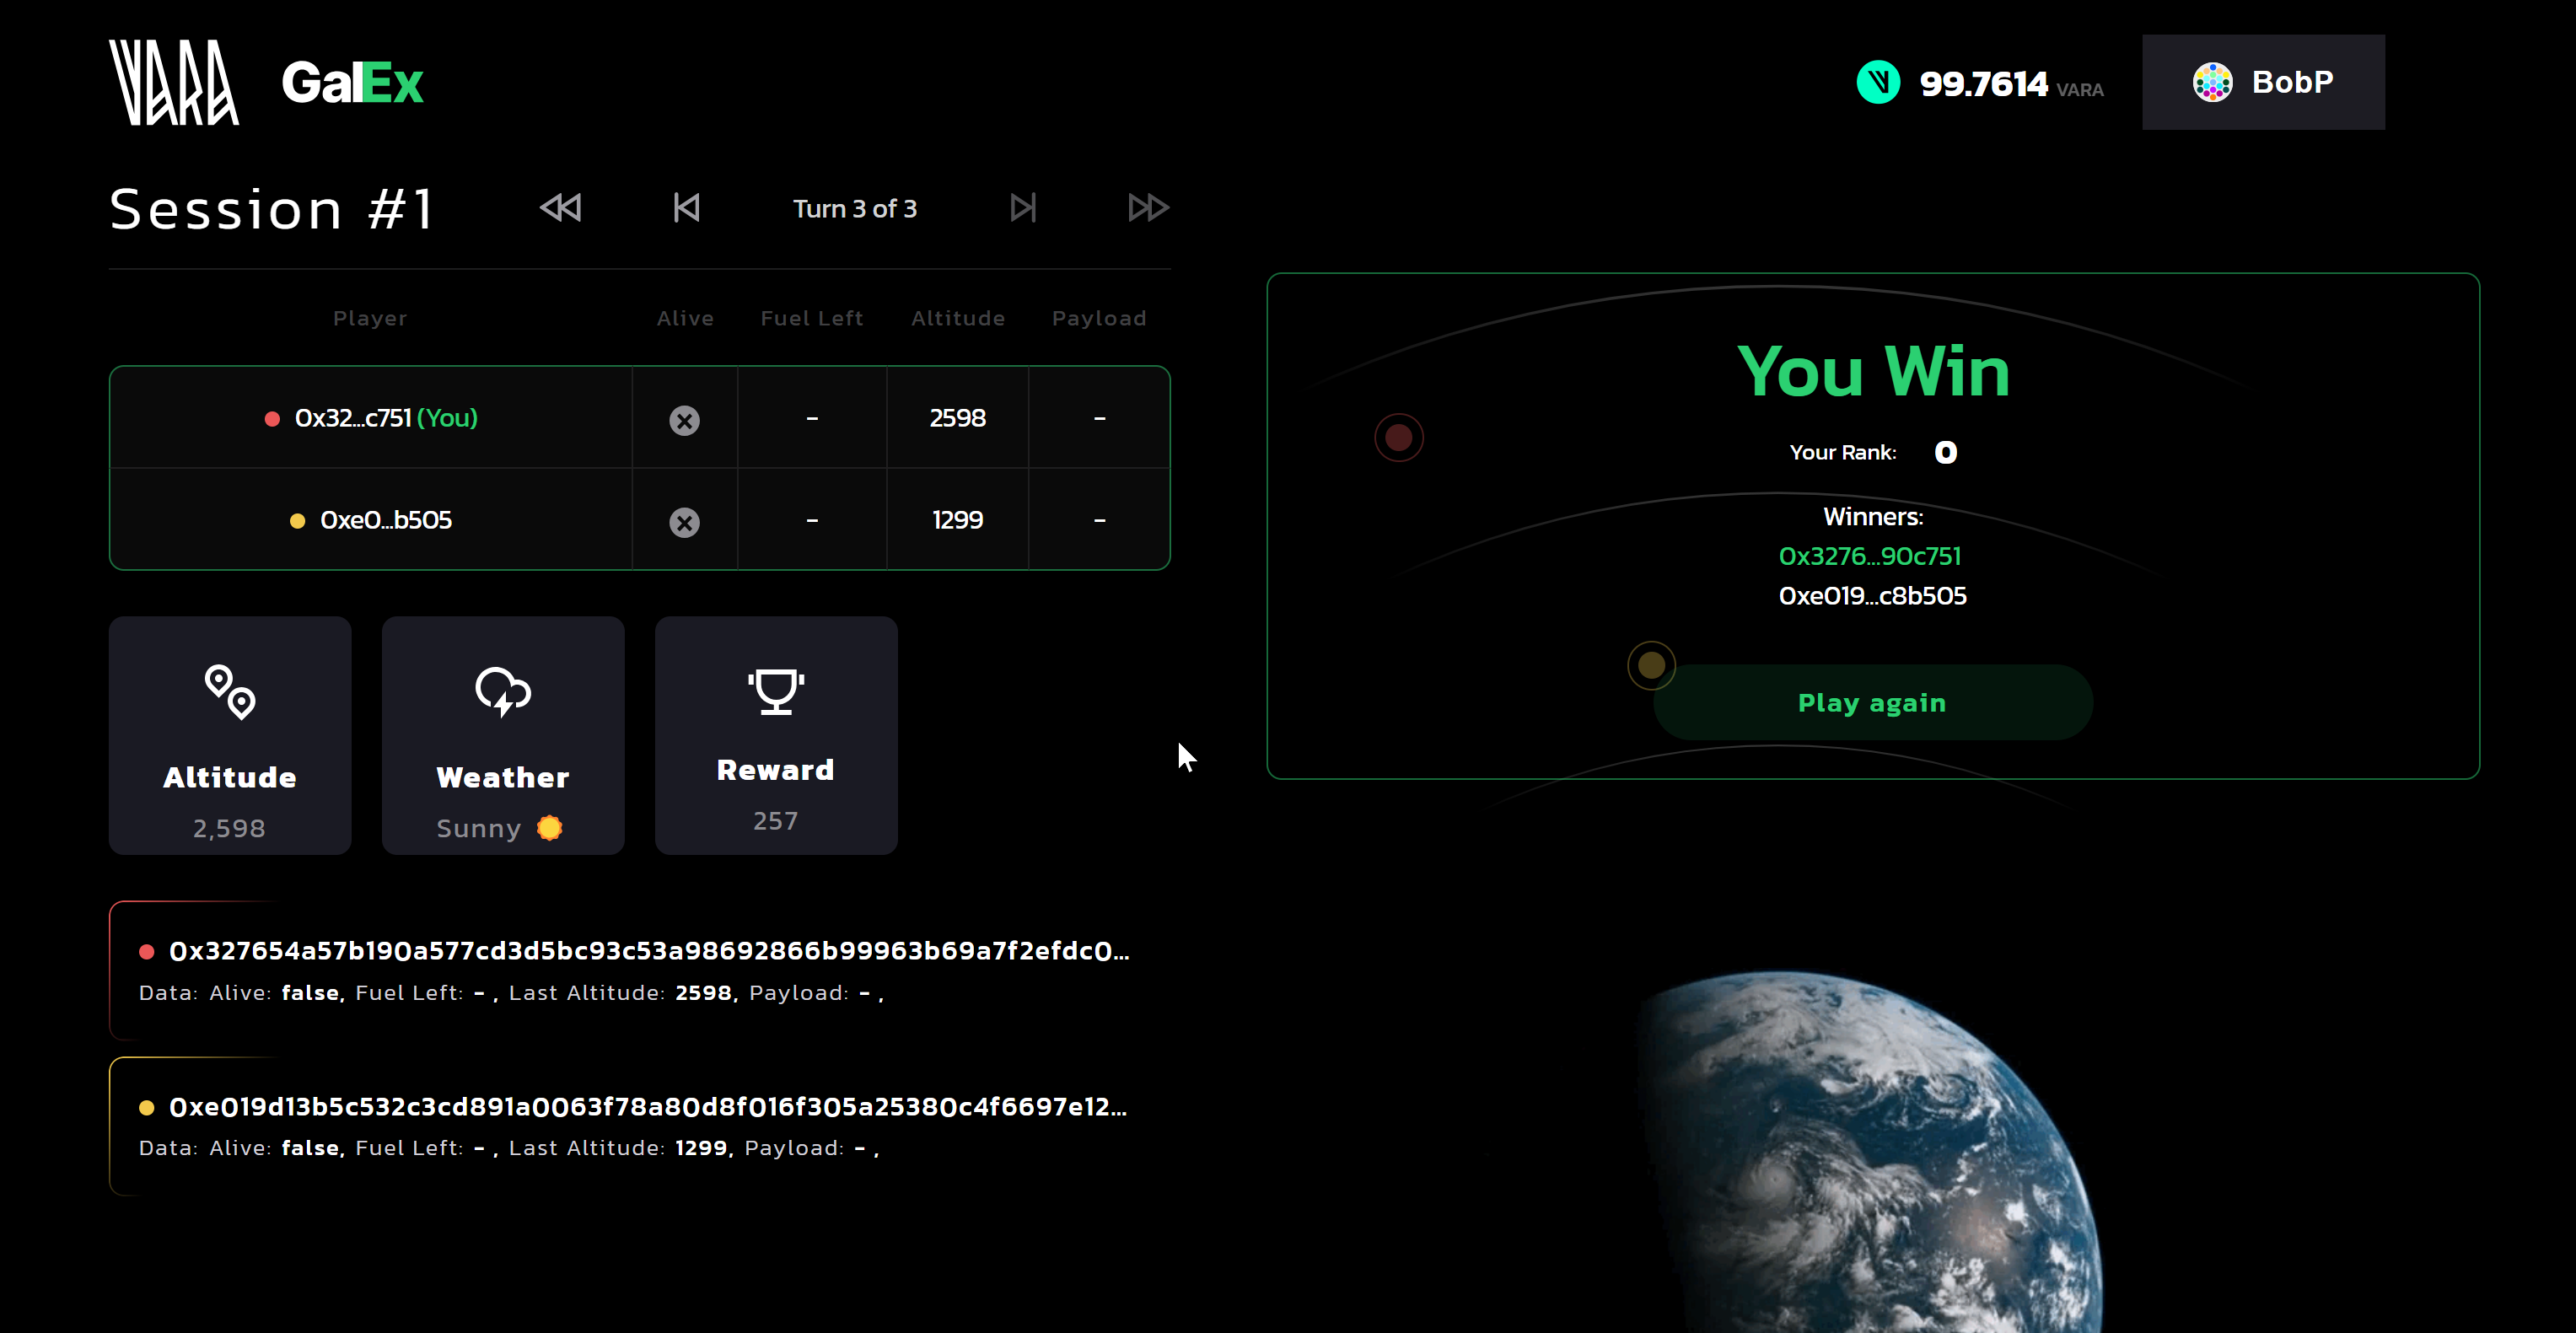 VARA GalEx
99.7614 VARA
BobP
Session #1
Turn 3 of 3
Player Alive Fuel Left Altitude Payload
0x32...c751 (You) - 2598 -
0xe0...b505 - 1299 -
Altitude
2,598
Weather
Sunny
Reward
257
0x327654a57b190a577cd3d5bc93c53a98692866b99963b69a7f2efdc0...
Data: Alive: false, Fuel Left: - , Last Altitude: 2598, Payload: - ,
0xe019d13b5c532c3cd891a0063f78a80d8f016f305a25380c4f6697e12...
Data: Alive: false, Fuel Left: - , Last Altitude: 1299, Payload: - ,
You Win
Your Rank: 0
Winners:
0x3276...90c751
0xe019...c8b505
Play again